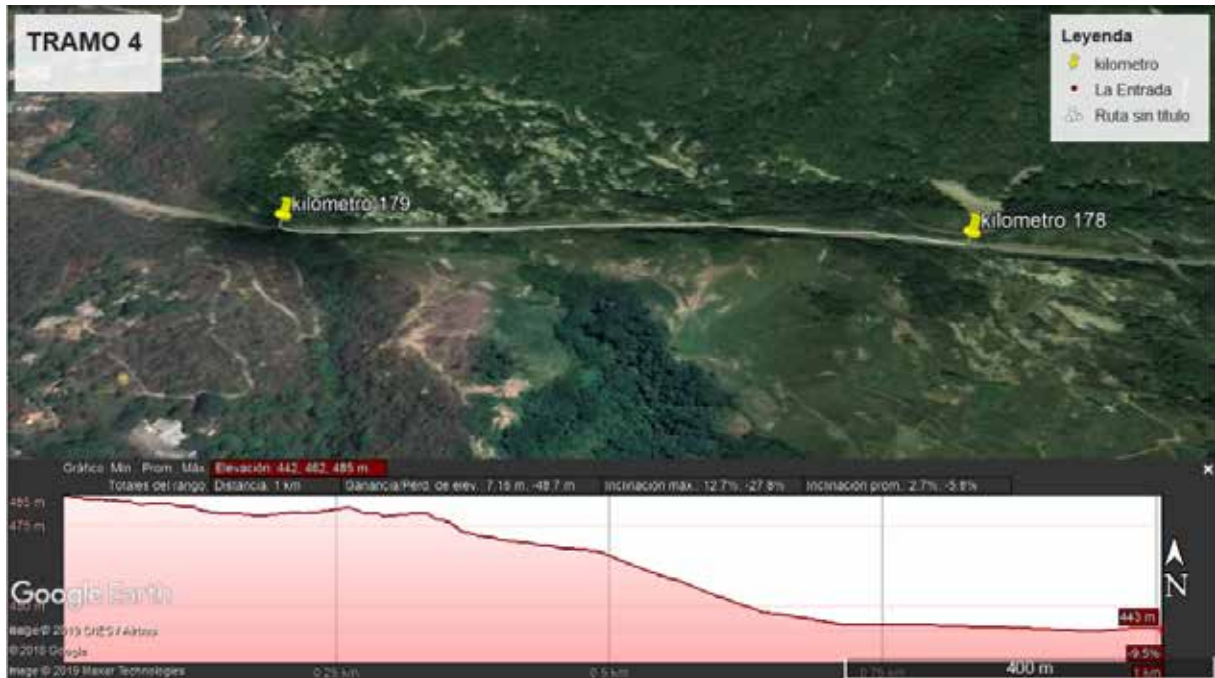 TRAMO 4
Leyenda
kilometro
La Entrada
Ruta sin título
kilometro 179
kilometro 178
Gráfico Mín. Prom. Máx. Elevación: 442, 462, 485 m
Totales del rango: Distancia: 1 km Ganancia/Pérd. de elev.: 7.16 m, -48.7 m Inclinación máx.: 12.7%, -27.8% Inclinación prom.: 2.7%, -5.8%
485 m
475 m
N
Google Earth
443 m
image © 2019 CNES / Airbus
© 2018 Google
-9.5%
Image © 2019 Maxar Technologies
0.25 km
0.5 km
0.75 km
400 m
1 km